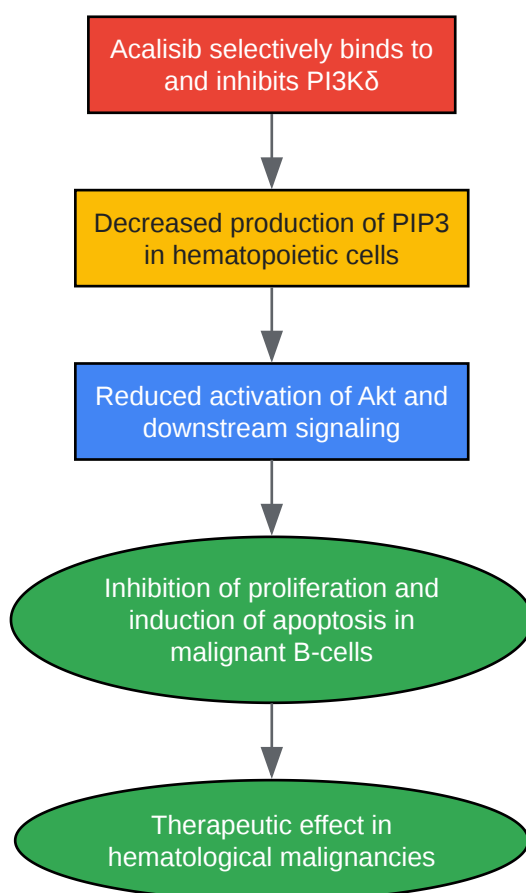 Acalisib selectively binds to
and inhibits PI3Kδ
Decreased production of PIP3
in hematopoietic cells
Reduced activation of Akt and
downstream signaling
Inhibition of proliferation and
induction of apoptosis in
malignant B-cells
Therapeutic effect in
hematological malignancies